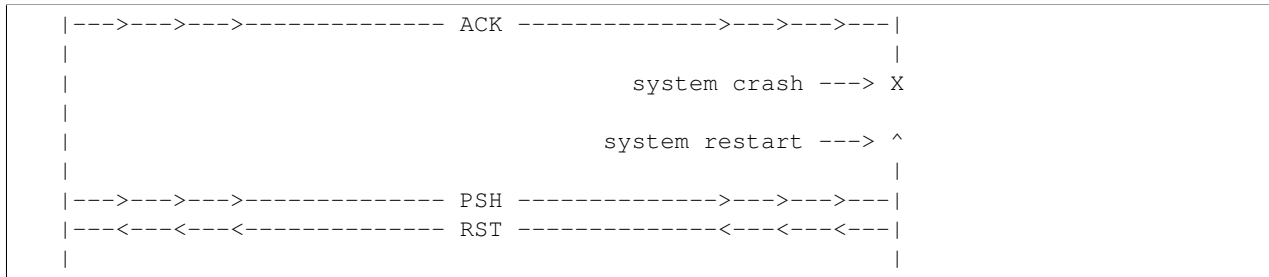 |--->--->--->-------------- ACK -------------->--->--->---|
|                                                         |
|                                       system crash ---> X
|
|                                     system restart ---> ^
|                                                         |
|--->--->--->-------------- PSH -------------->--->--->---|
|---<---<---<-------------- RST --------------<---<---<---|
|                                                         |